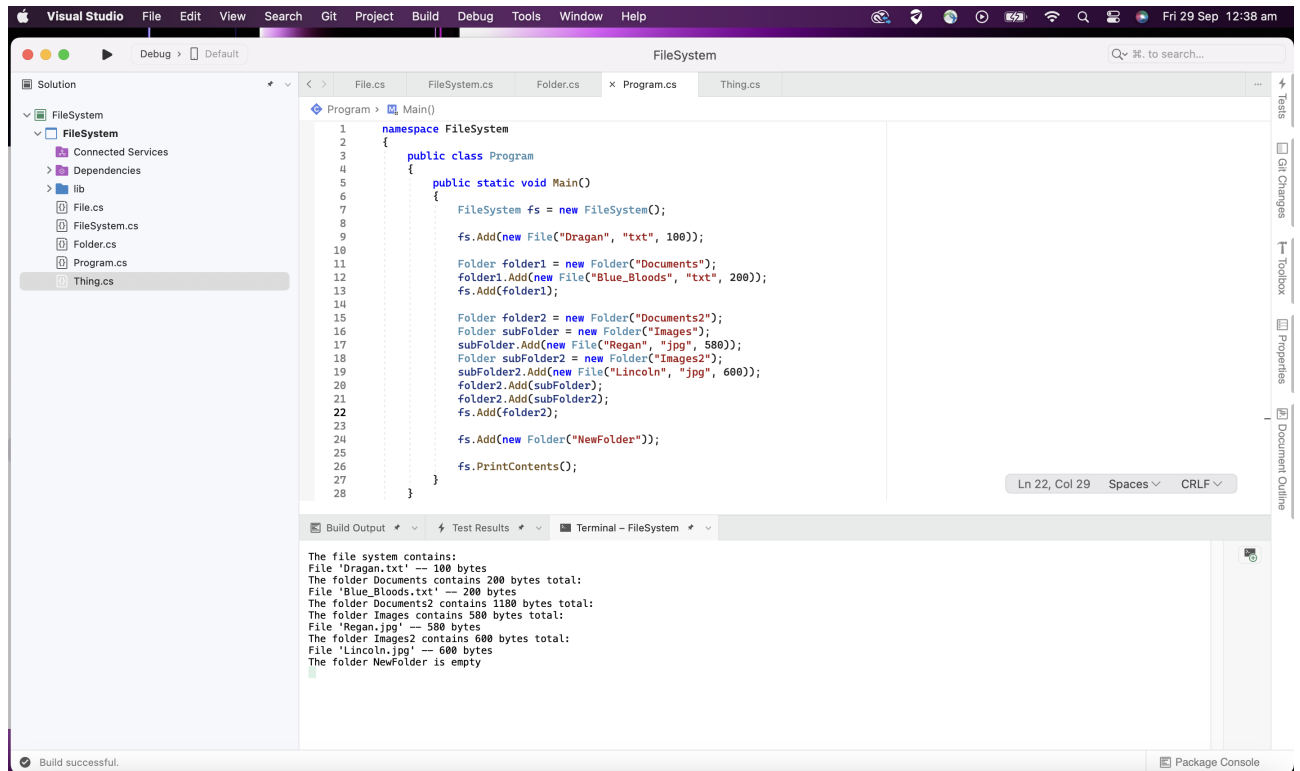 Visual Studio File Edit View Search Git Project Build Debug Tools Window Help Fri 29 Sep 12:38 am
Debug › Default FileSystem ⌘. to search...
Solution
FileSystem
FileSystem
Connected Services
Dependencies
lib
File.cs
FileSystem.cs
Folder.cs
Program.cs
Thing.cs
File.cs FileSystem.cs Folder.cs × Program.cs Thing.cs
Program › Main()
1 namespace FileSystem
2 {
3 public class Program
4 {
5 public static void Main()
6 {
7 FileSystem fs = new FileSystem();
8
9 fs.Add(new File("Dragan", "txt", 100));
10
11 Folder folder1 = new Folder("Documents");
12 folder1.Add(new File("Blue_Bloods", "txt", 200));
13 fs.Add(folder1);
14
15 Folder folder2 = new Folder("Documents2");
16 Folder subFolder = new Folder("Images");
17 subFolder.Add(new File("Regan", "jpg", 580));
18 Folder subFolder2 = new Folder("Images2");
19 subFolder2.Add(new File("Lincoln", "jpg", 600));
20 folder2.Add(subFolder);
21 folder2.Add(subFolder2);
22 fs.Add(folder2);
23
24 fs.Add(new Folder("NewFolder"));
25
26 fs.PrintContents();
27 }
28 }
Ln 22, Col 29 Spaces CRLF
Tests
Git Changes
Toolbox
Properties
Document Outline
Build Output Test Results Terminal – FileSystem
The file system contains:
File 'Dragan.txt' -- 100 bytes
The folder Documents contains 200 bytes total:
File 'Blue_Bloods.txt' -- 200 bytes
The folder Documents2 contains 1180 bytes total:
The folder Images contains 580 bytes total:
File 'Regan.jpg' -- 580 bytes
The folder Images2 contains 600 bytes total:
File 'Lincoln.jpg' -- 600 bytes
The folder NewFolder is empty
Build successful. Package Console